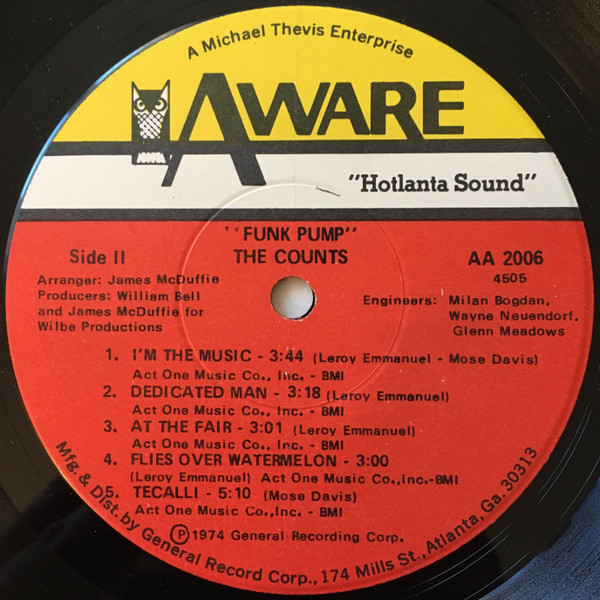 A Michael Thevis Enterprise
AWARE
"Hotlanta Sound"
"FUNK PUMP"
THE COUNTS
Side II
AA 2006
4505
Arranger: James McDuffie
Producers: William Bell
and James McDuffie for
Wilbe Productions
Engineers: Milan Bogdan,
Wayne Neuendorf,
Glenn Meadows
1. I'M THE MUSIC - 3:44 (Leroy Emmanuel - Mose Davis)
Act One Music Co., Inc. - BMI
2. DEDICATED MAN - 3:18 (Leroy Emmanuel)
Act One Music Co., Inc. - BMI
3. AT THE FAIR - 3:01 (Leroy Emmanuel)
Act One Music Co., Inc. - BMI
4. FLIES OVER WATERMELON - 3:00
(Leroy Emmanuel) Act One Music Co., Inc.-BMI
5. TECALLI - 5:10 (Mose Davis)
Act One Music Co., Inc. - BMI
Ⓟ1974 General Recording Corp.
Mfg. & Dist. by General Record Corp., 174 Mills St., Atlanta, Ga. 30313